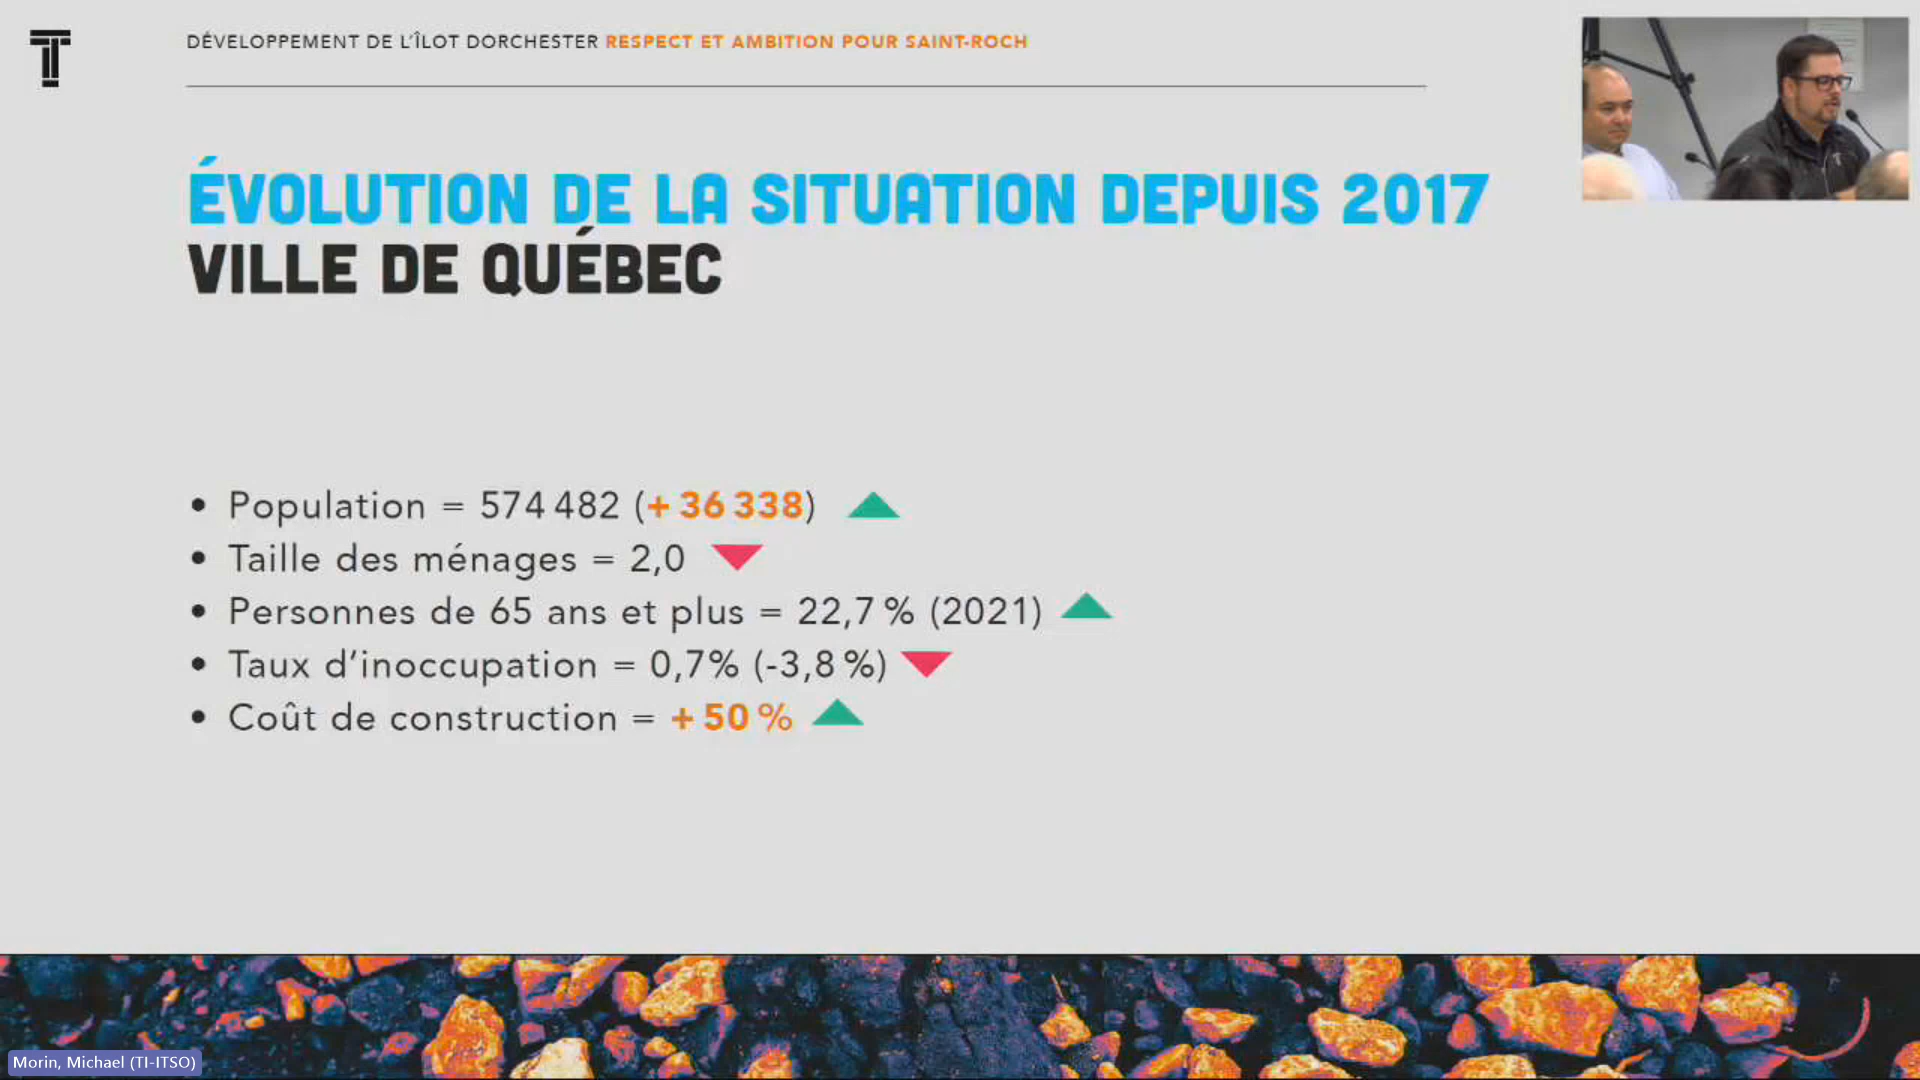 DÉVELOPPEMENT DE L'ÎLOT DORCHESTER RESPECT ET AMBITION POUR SAINT-ROCH
ÉVOLUTION DE LA SITUATION DEPUIS 2017
VILLE DE QUÉBEC
• Population = 574 482 (+ 36 338)
• Taille des ménages = 2,0
• Personnes de 65 ans et plus = 22,7 % (2021)
• Taux d'inoccupation = 0,7% (-3,8 %)
• Coût de construction = + 50 %
Morin, Michael (TI-ITSO)